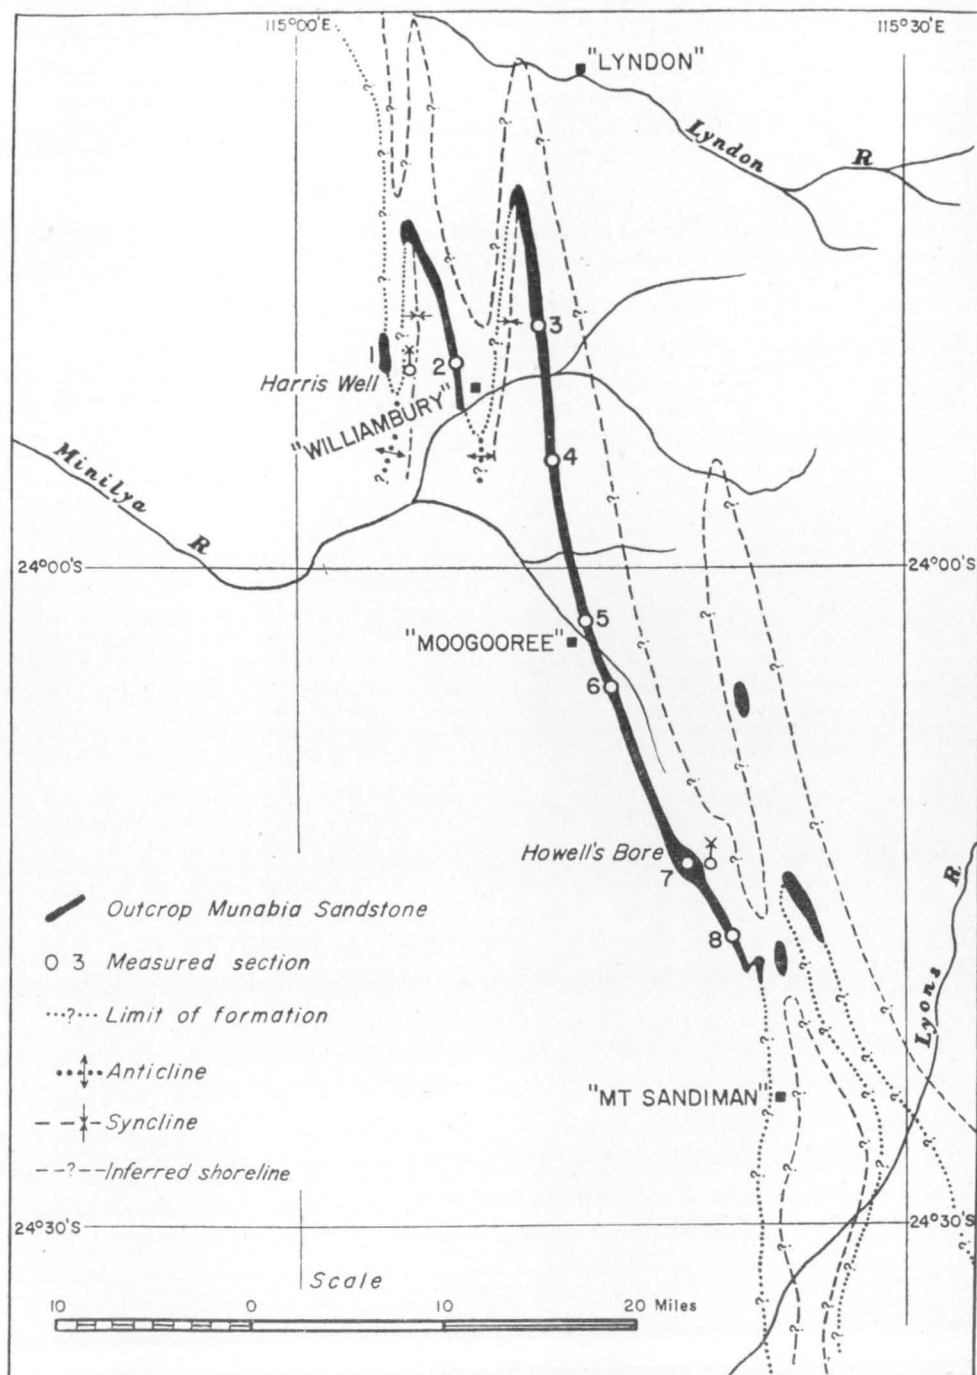 115°00'E
115°30'E
"LYNDON"
Lyndon R
1
2
3
Harris Well
"WILLIAMBURY"
4
Minilya R
24°00'S
24°00'S
5
"MOOGOOREE"
6
Howell's Bore
7
8
Outcrop Munabia Sandstone
3 Measured section
...?... Limit of formation
Anticline
Syncline
--?-- Inferred shoreline
Lyons R
"MT SANDIMAN"
24°30'S
24°30'S
Scale
10 0 10 20 Miles